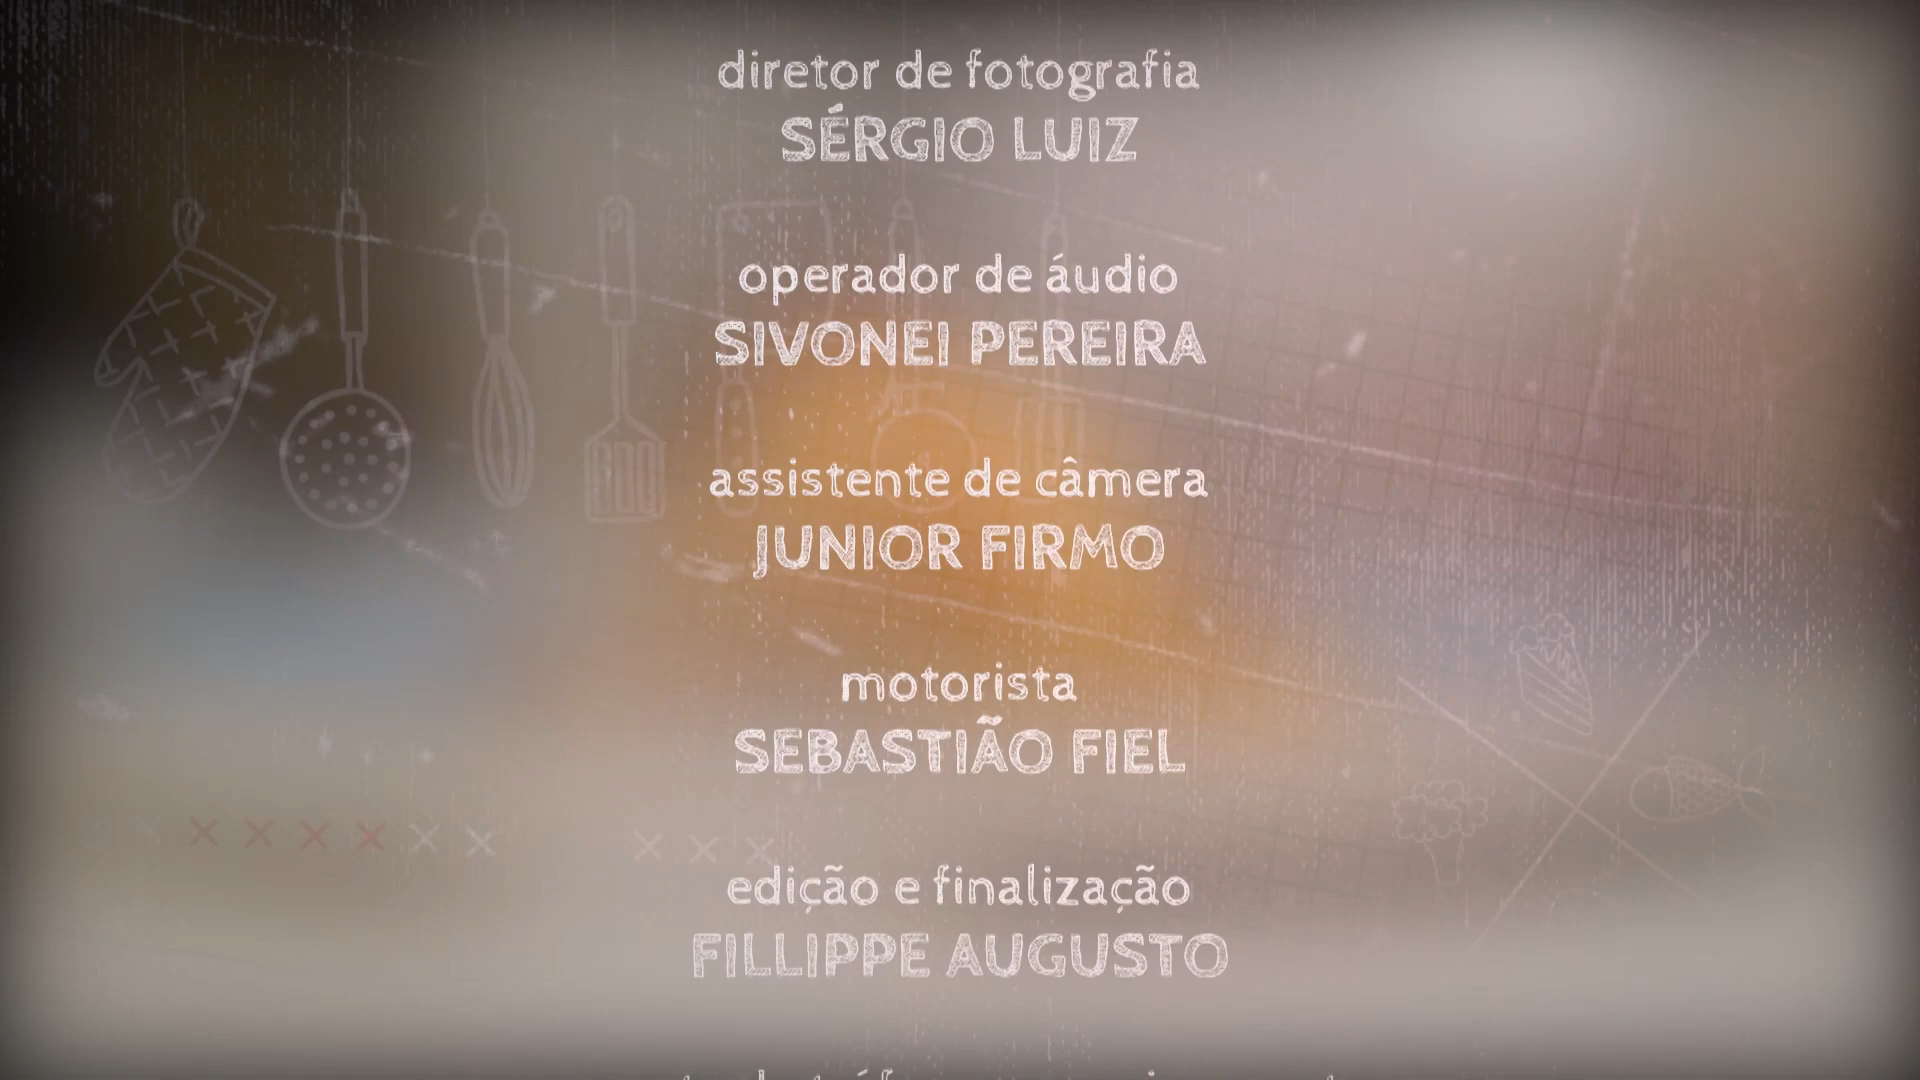 diretor de fotografia
SÉRGIO LUIZ
operador de áudio
SIVONEI PEREIRA
assistente de câmera
JUNIOR FIRMO
motorista
SEBASTIÃO FIEL
edição e finalização
FILLIPPE AUGUSTO